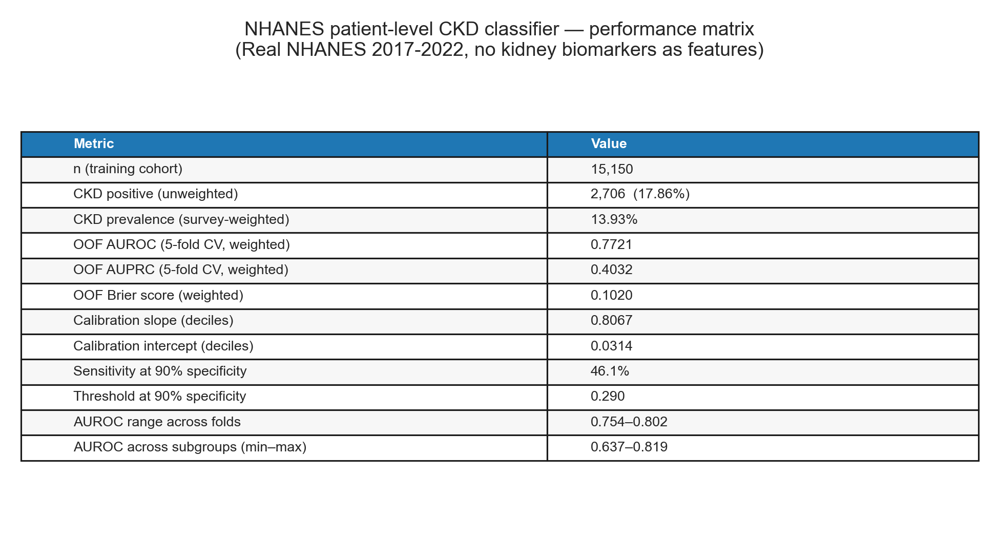 NHANES patient-level CKD classifier — performance matrix
(Real NHANES 2017-2022, no kidney biomarkers as features)
Metric Value
n (training cohort) 15,150
CKD positive (unweighted) 2,706  (17.86%)
CKD prevalence (survey-weighted) 13.93%
OOF AUROC (5-fold CV, weighted) 0.7721
OOF AUPRC (5-fold CV, weighted) 0.4032
OOF Brier score (weighted) 0.1020
Calibration slope (deciles) 0.8067
Calibration intercept (deciles) 0.0314
Sensitivity at 90% specificity 46.1%
Threshold at 90% specificity 0.290
AUROC range across folds 0.754–0.802
AUROC across subgroups (min–max) 0.637–0.819